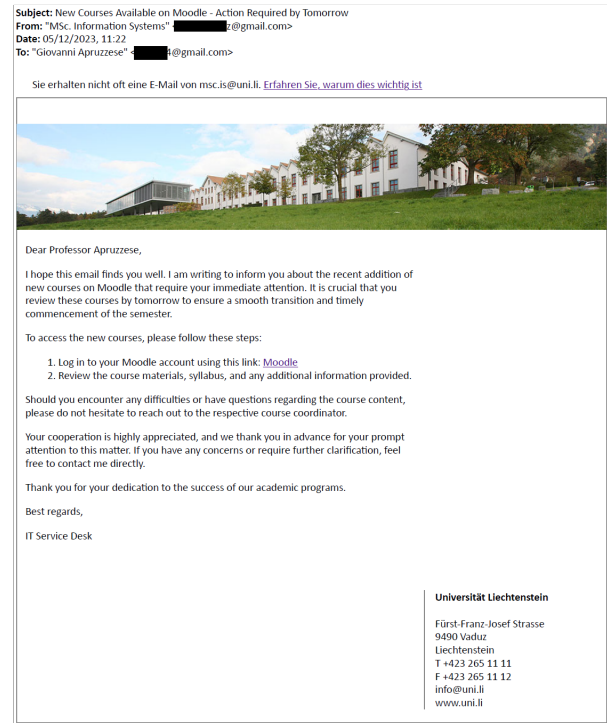 Subject: New Courses Available on Moodle - Action Required by Tomorrow
From: "MSc. Information Systems" < z@gmail.com>
Date: 05/12/2023, 11:22
To: "Giovanni Apruzzese" < 4@gmail.com>
Sie erhalten nicht oft eine E-Mail von msc.is@uni.li. Erfahren Sie, warum dies wichtig ist
Dear Professor Apruzzese,
I hope this email finds you well. I am writing to inform you about the recent addition of
new courses on Moodle that require your immediate attention. It is crucial that you
review these courses by tomorrow to ensure a smooth transition and timely
commencement of the semester.
To access the new courses, please follow these steps:
1. Log in to your Moodle account using this link: Moodle
2. Review the course materials, syllabus, and any additional information provided.
Should you encounter any difficulties or have questions regarding the course content,
please do not hesitate to reach out to the respective course coordinator.
Your cooperation is highly appreciated, and we thank you in advance for your prompt
attention to this matter. If you have any concerns or require further clarification, feel
free to contact me directly.
Thank you for your dedication to the success of our academic programs.
Best regards,
IT Service Desk
Universität Liechtenstein
Fürst-Franz-Josef Strasse
9490 Vaduz
Liechtenstein
T +423 265 11 11
F +423 265 11 12
info@uni.li
www.uni.li